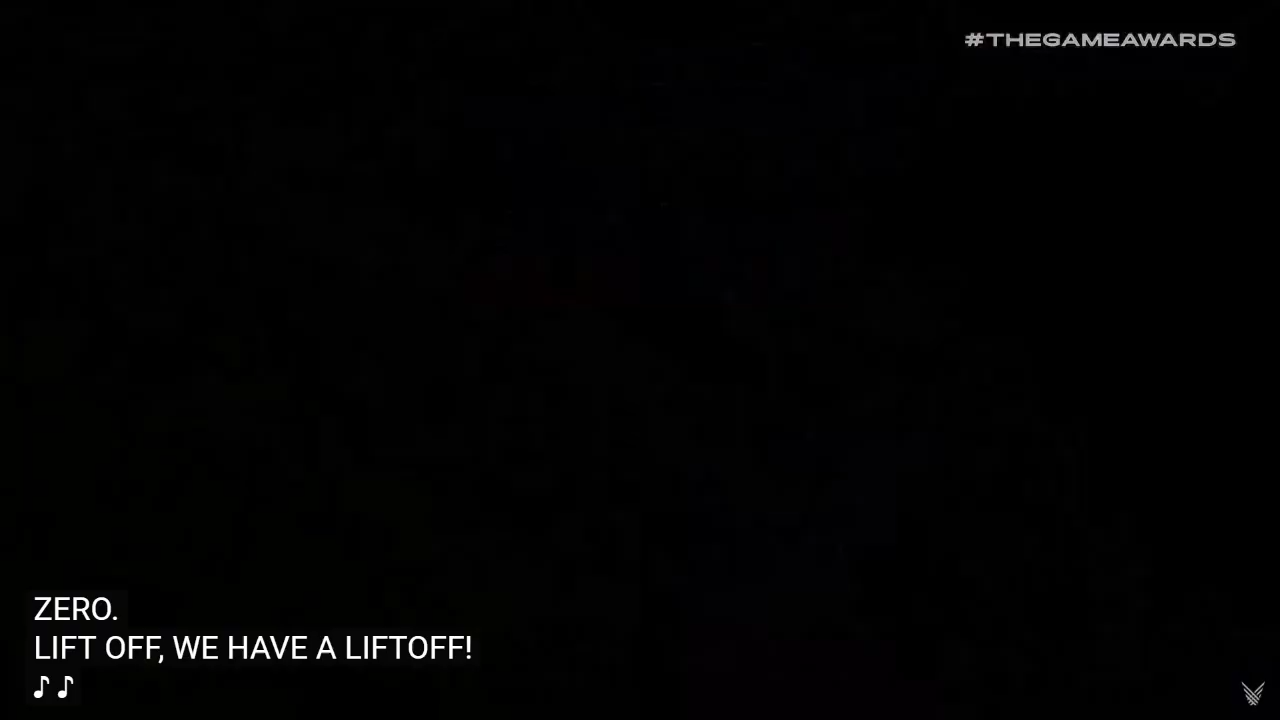 #THEGAMEAWARDS
ZERO.
LIFT OFF, WE HAVE A LIFTOFF!
♪ ♪